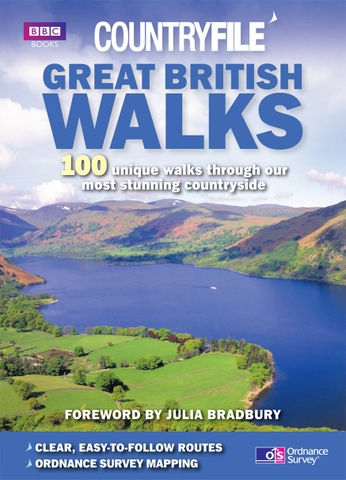 BBC
BOOKS
COUNTRYFILE
GREAT BRITISH
WALKS
100 unique walks through our
most stunning countryside
FOREWORD BY JULIA BRADBURY
CLEAR, EASY-TO-FOLLOW ROUTES
ORDNANCE SURVEY MAPPING
OS Ordnance
Survey®